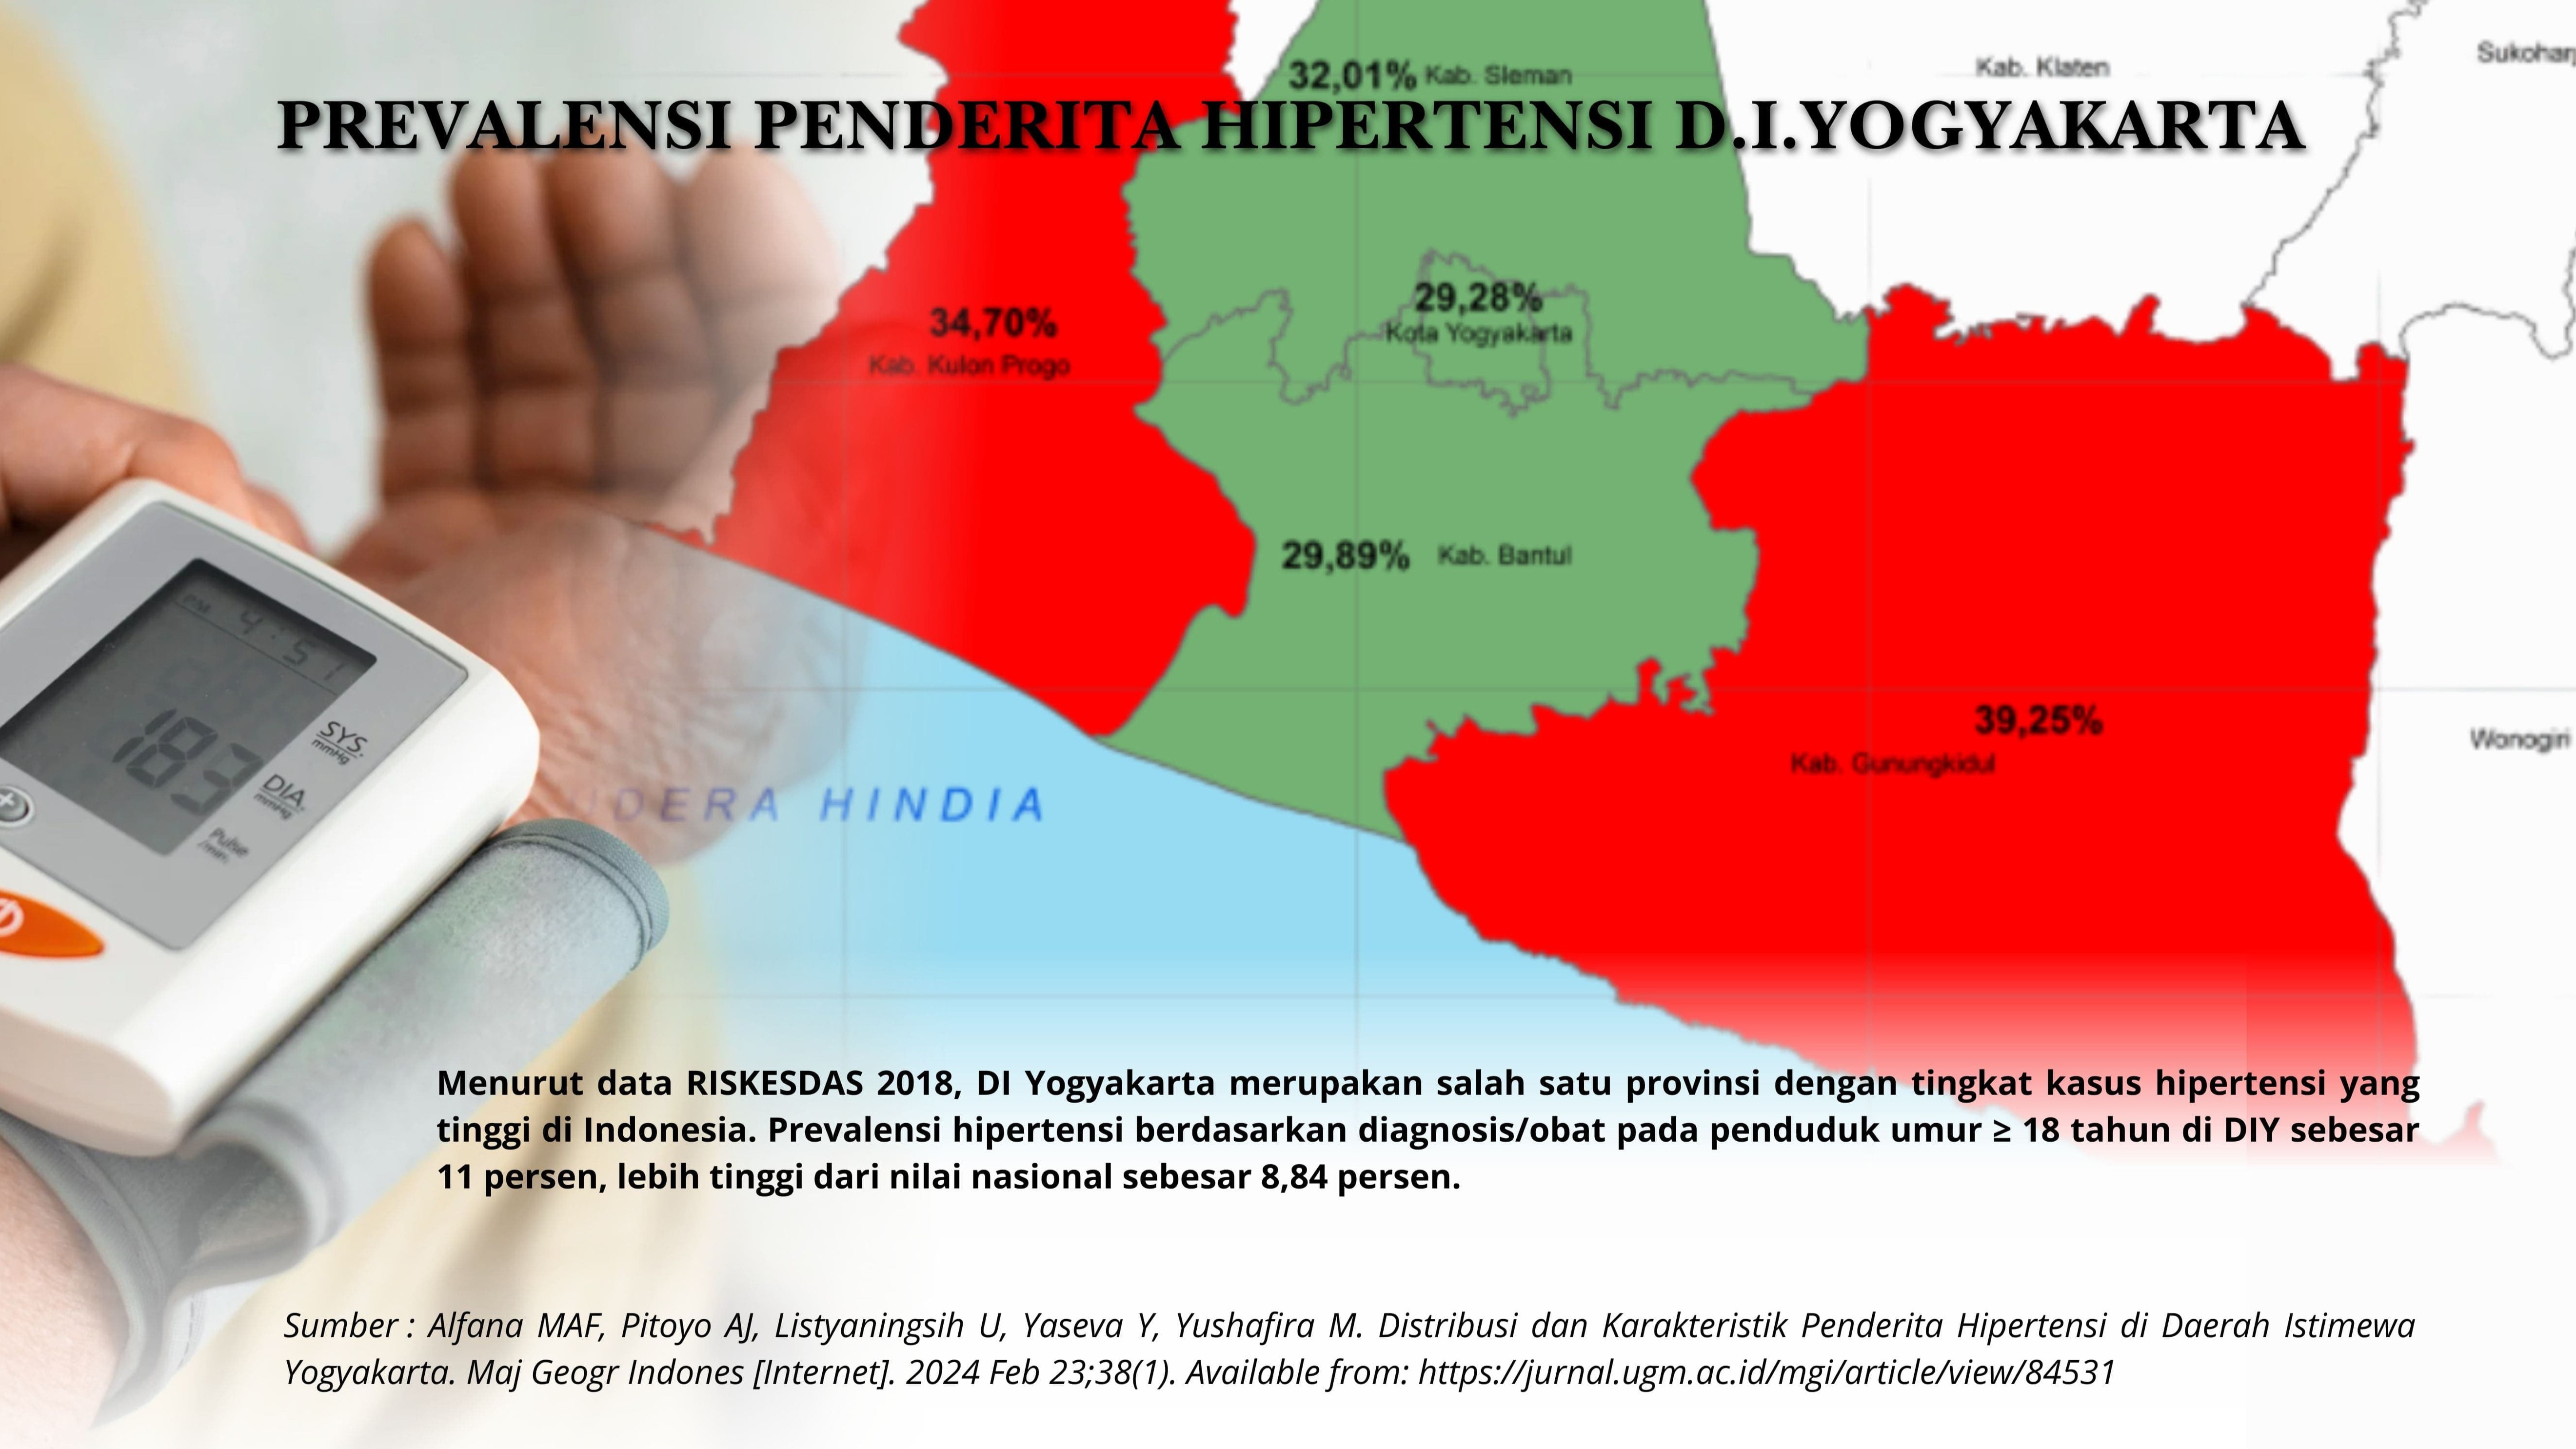 32,01% Kab. Sleman
Kab. Klaten
PREVALENSI PENDERITA HIPERTENSI D.I.YOGYAKARTA
29,28%
Kota Yogyakarta
34,70%
Kab. Kulon Progo
29,89% Kab. Bantul
39,25%
Kab. Gunungkidul
Wonogiri
DERA HINDIA
PM 4:51
183
SYS.
mmHg
DIA.
mmHg
Pulse
/min.
Menurut data RISKESDAS 2018, DI Yogyakarta merupakan salah satu provinsi dengan tingkat kasus hipertensi yang
tinggi di Indonesia. Prevalensi hipertensi berdasarkan diagnosis/obat pada penduduk umur ≥ 18 tahun di DIY sebesar
11 persen, lebih tinggi dari nilai nasional sebesar 8,84 persen.
Sumber : Alfana MAF, Pitoyo AJ, Listyaningsih U, Yaseva Y, Yushafira M. Distribusi dan Karakteristik Penderita Hipertensi di Daerah Istimewa
Yogyakarta. Maj Geogr Indones [Internet]. 2024 Feb 23;38(1). Available from: https://jurnal.ugm.ac.id/mgi/article/view/84531